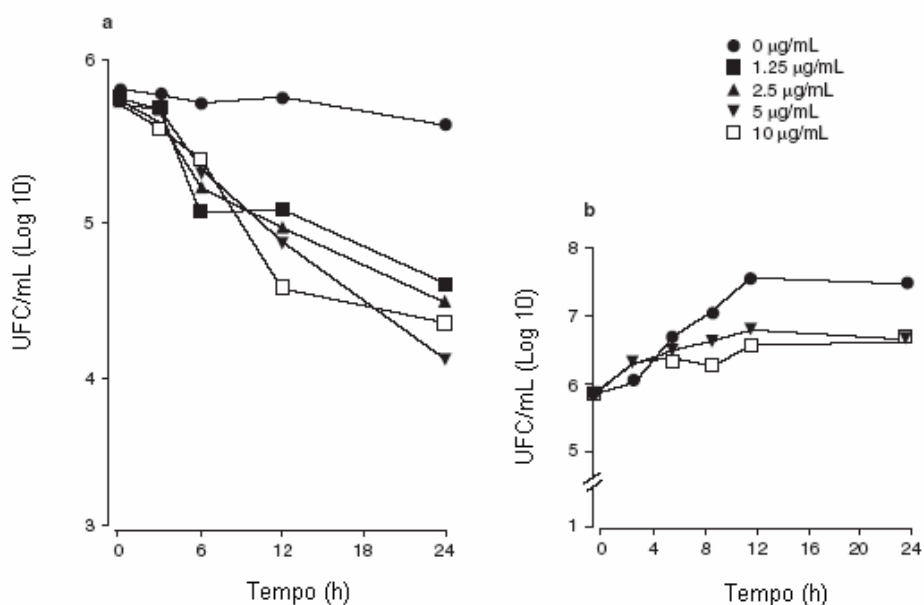 a
6
5
4
3
UFC/mL (Log 10)
0 6 12 18 24
Tempo (h)
0 µg/mL
1.25 µg/mL
2.5 µg/mL
5 µg/mL
10 µg/mL
b
8
7
6
5
1
UFC/mL (Log 10)
0 4 8 12 16 20 24
Tempo (h)